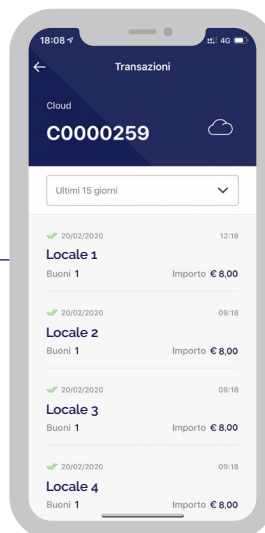 18:08 4G
Transazioni
Cloud
C0000259
Ultimi 15 giorni
20/02/2020 12:18
Locale 1
Buoni 1 Importo € 8,00
20/02/2020 09:18
Locale 2
Buoni 1 Importo € 8,00
20/02/2020 09:18
Locale 3
Buoni 1 Importo € 8,00
20/02/2020 09:18
Locale 4
Buoni 1 Importo € 8,00